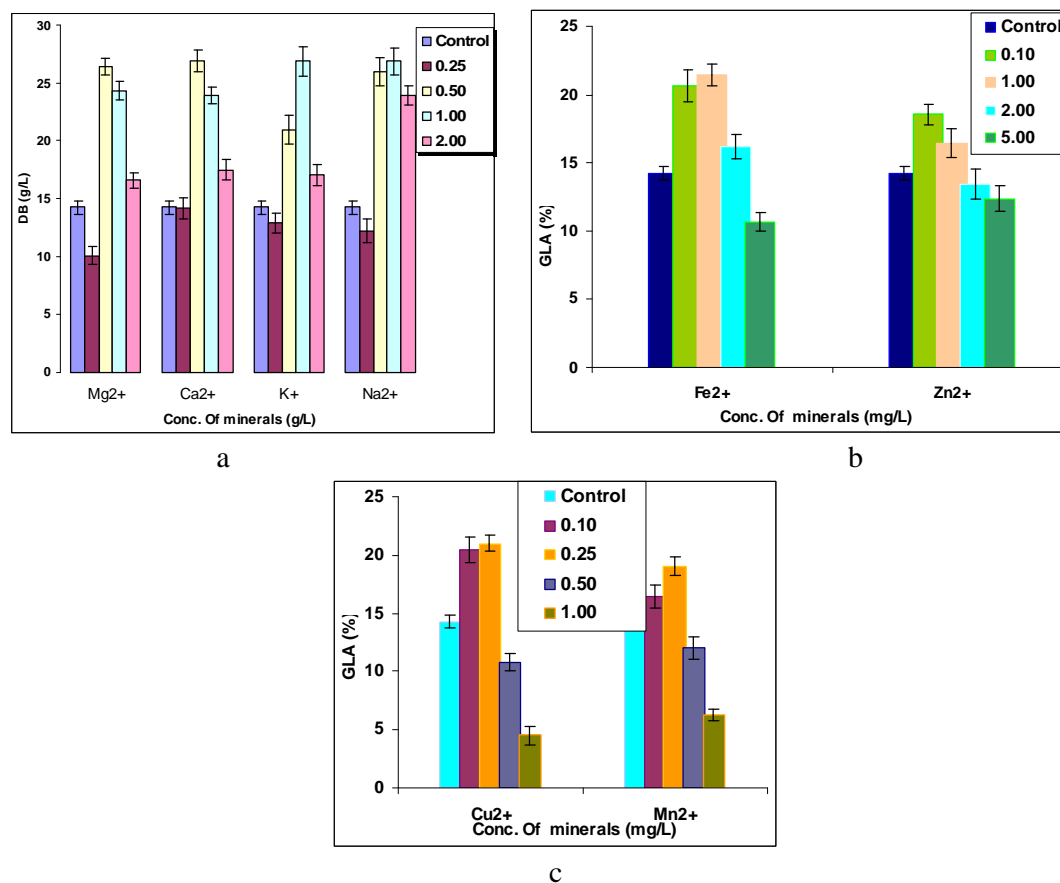 30
25
20
15
10
5
0
DB (g/L)
Control
0.25
0.50
1.00
2.00
Mg2+ Ca2+ K+ Na2+
Conc. Of minerals (g/L)
a
25
20
15
10
5
0
GLA (%)
Control
0.10
1.00
2.00
5.00
Fe2+ Zn2+
Conc. Of minerals (mg/L)
b
25
20
15
10
5
0
GLA (%)
Control
0.10
0.25
0.50
1.00
Cu2+ Mn2+
Conc. Of minerals (mg/L)
c